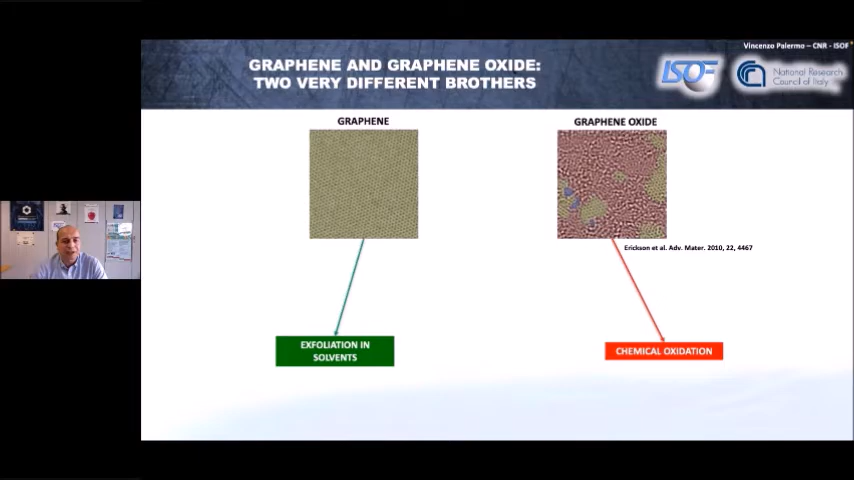 Vincenzo Palermo – CNR - ISOF
GRAPHENE AND GRAPHENE OXIDE:
TWO VERY DIFFERENT BROTHERS
ISOF
National Research
Council of Italy
GRAPHENE
GRAPHENE OXIDE
Erickson et al. Adv. Mater. 2010, 22, 4467
EXFOLIATION IN
SOLVENTS
CHEMICAL OXIDATION